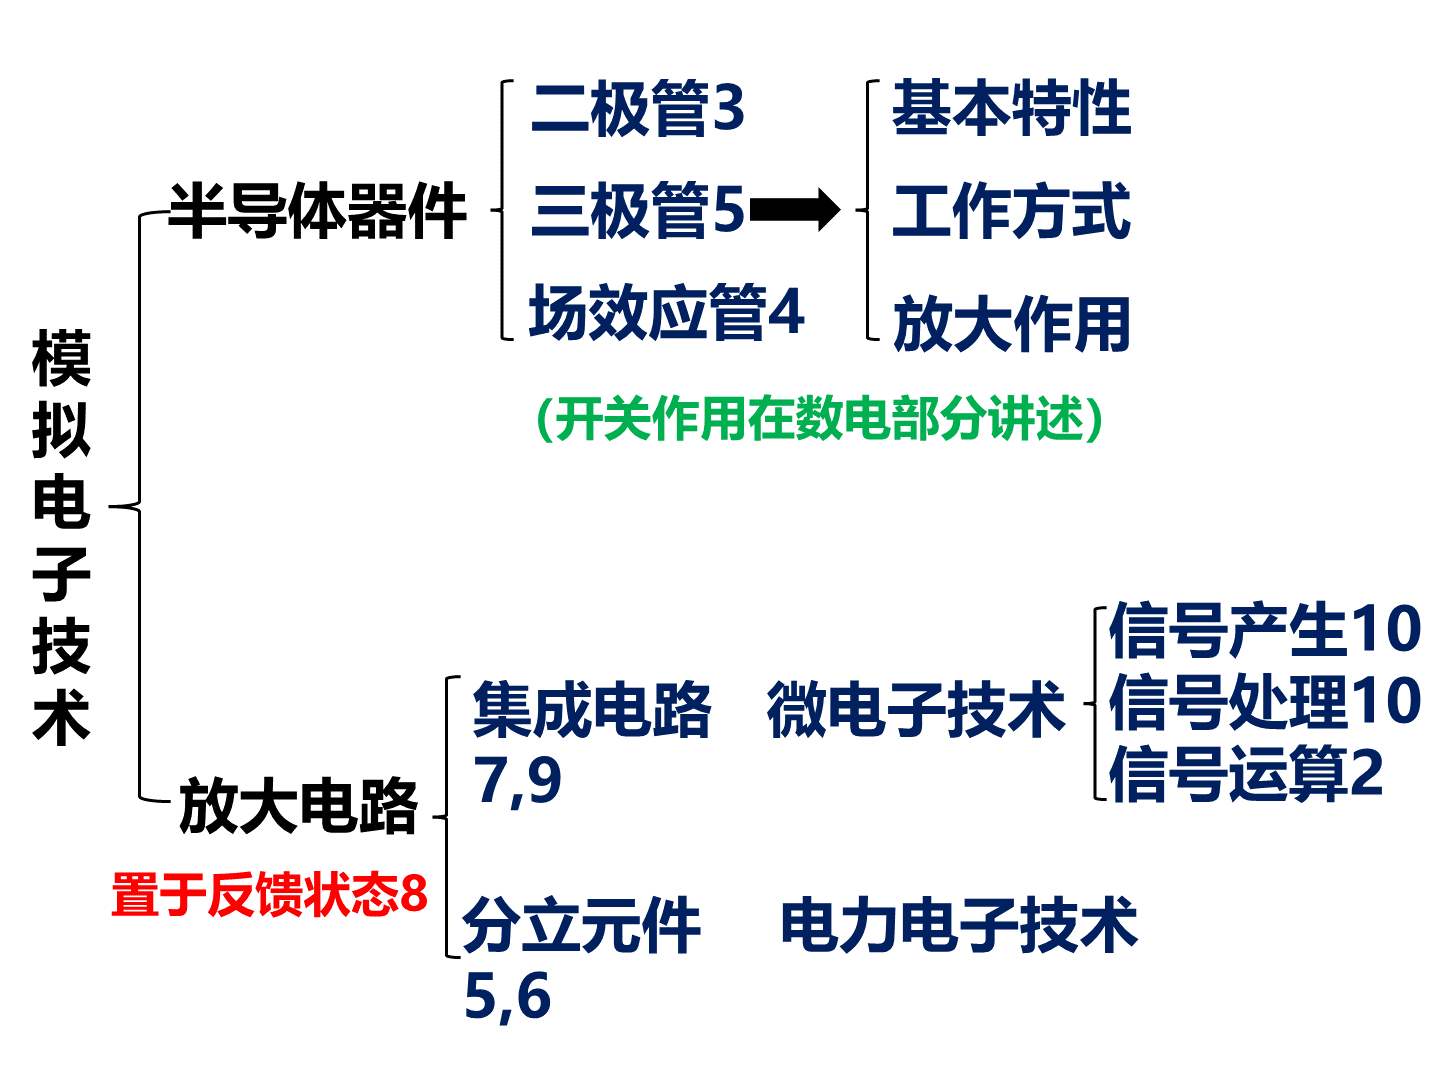 模拟电子技术
半导体器件
二极管3
三极管5
场效应管4
基本特性
工作方式
放大作用
（开关作用在数电部分讲述）
放大电路
置于反馈状态8
集成电路
7,9
微电子技术
信号产生10
信号处理10
信号运算2
分立元件
5,6
电力电子技术